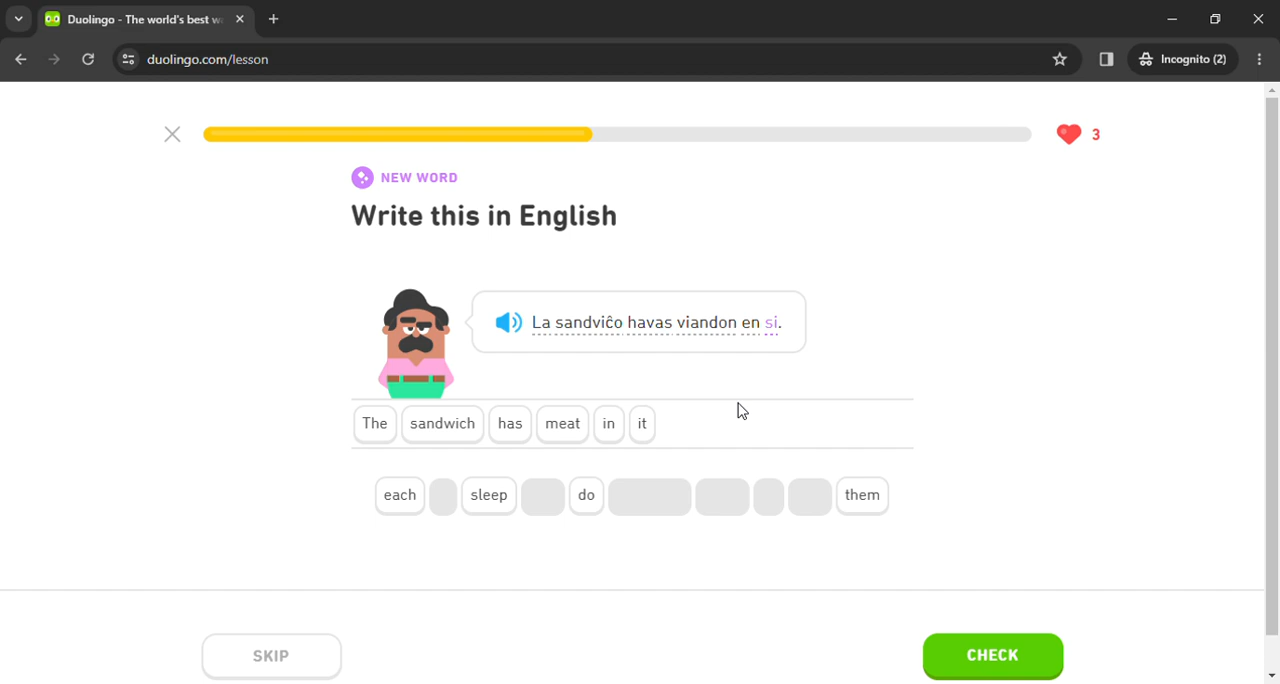 Duolingo - The world's best w
duolingo.com/lesson
Incognito (2)
3
NEW WORD
Write this in English
La sandviĉo havas viandon en si.
The sandwich has meat in it
each sleep do them
SKIP CHECK